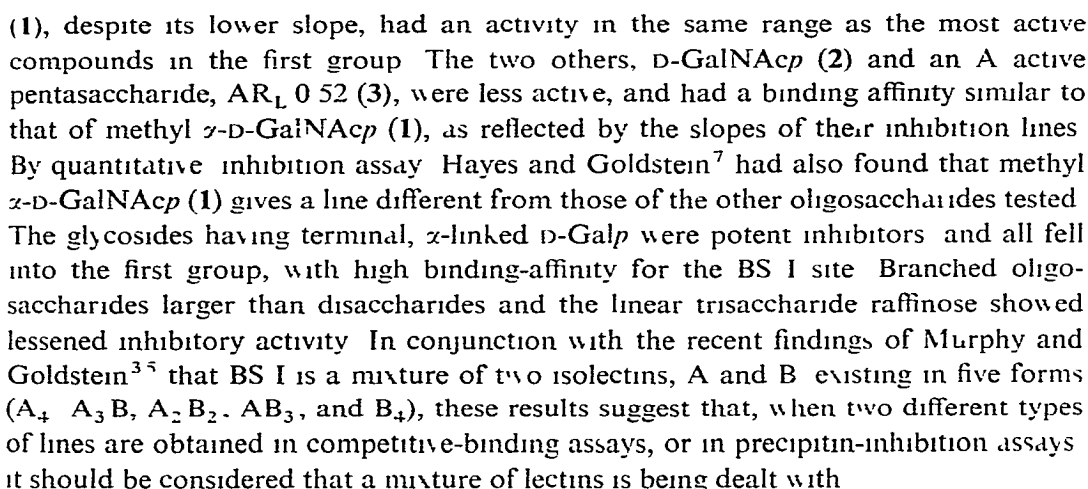 (1), despite its lower slope, had an activity in the same range as the most active
compounds in the first group The two others, D-GalNAcp (2) and an A active
pentasaccharide, AR_L 0 52 (3), were less active, and had a binding affinity similar to
that of methyl α-D-GalNAcp (1), as reflected by the slopes of their inhibition lines
By quantitative inhibition assay Hayes and Goldstein⁷ had also found that methyl
α-D-GalNAcp (1) gives a line different from those of the other oligosaccharides tested
The glycosides having terminal, α-linked D-Galp were potent inhibitors and all fell
into the first group, with high binding-affinity for the BS I site Branched oligo-
saccharides larger than disaccharides and the linear trisaccharide raffinose showed
lessened inhibitory activity In conjunction with the recent findings of Murphy and
Goldstein³⁵ that BS I is a mixture of two isolectins, A and B existing in five forms
(A₄ A₃B, A₂B₂, AB₃, and B₄), these results suggest that, when two different types
of lines are obtained in competitive-binding assays, or in precipitin-inhibition assays
it should be considered that a mixture of lectins is being dealt with